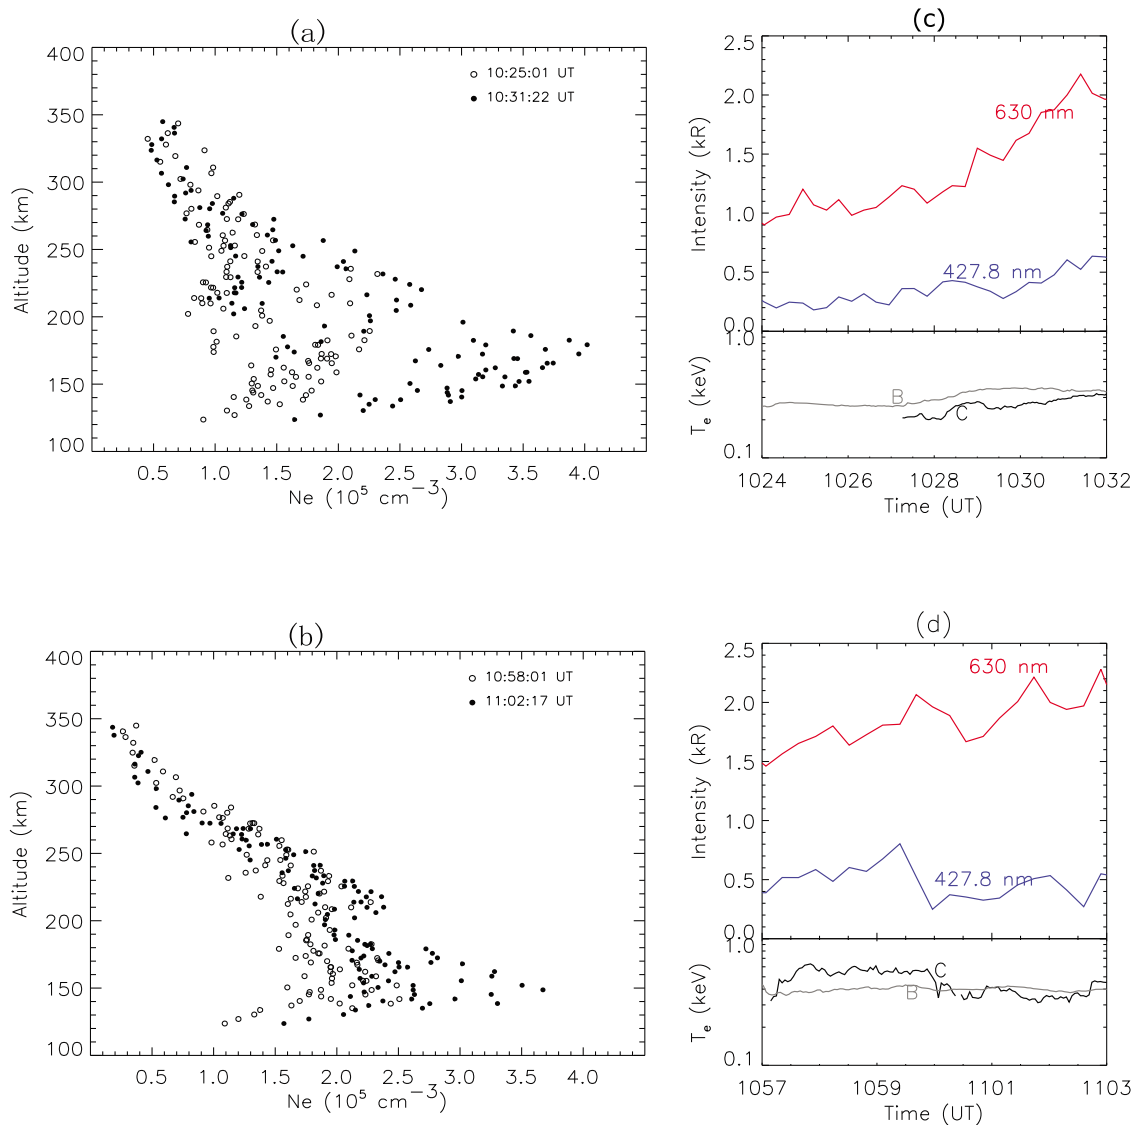 (a)
400
350
300
250
200
150
100
Altitude (km)
10:25:01 UT
10:31:22 UT
0.5 1.0 1.5 2.0 2.5 3.0 3.5 4.0
Ne (10⁵ cm⁻³)
(c)
2.5
2.0
1.5
1.0
0.5
0.0
Intensity (kR)
630 nm
427.8 nm
1.0
0.1
Tₑ (keV)
B
C
1024 1026 1028 1030 1032
Time (UT)
(b)
400
350
300
250
200
150
100
Altitude (km)
10:58:01 UT
11:02:17 UT
0.5 1.0 1.5 2.0 2.5 3.0 3.5 4.0
Ne (10⁵ cm⁻³)
(d)
2.5
2.0
1.5
1.0
0.5
0.0
Intensity (kR)
630 nm
427.8 nm
1.0
0.1
Tₑ (keV)
C
B
1057 1059 1101 1103
Time (UT)